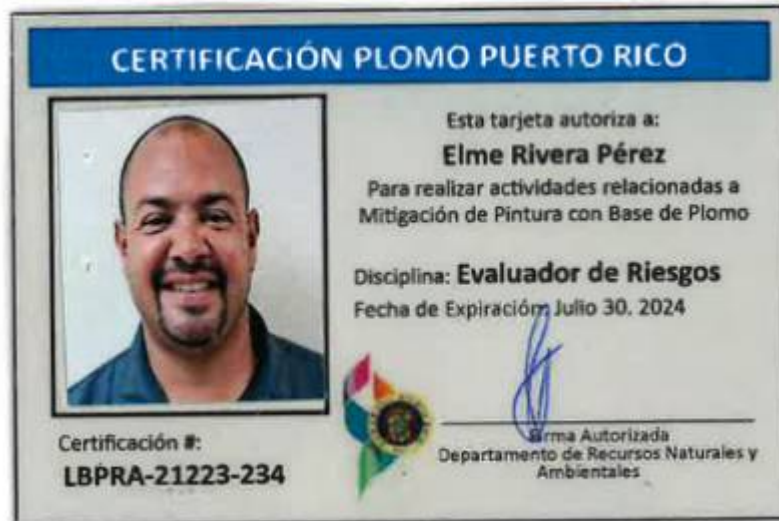 CERTIFICACIÓN PLOMO PUERTO RICO
Esta tarjeta autoriza a:
Elme Rivera Pérez
Para realizar actividades relacionadas a
Mitigación de Pintura con Base de Plomo
Disciplina: Evaluador de Riesgos
Fecha de Expiración: Julio 30, 2024
Firma Autorizada
Departamento de Recursos Naturales y
Ambientales
Certificación #:
LBPRA-21223-234